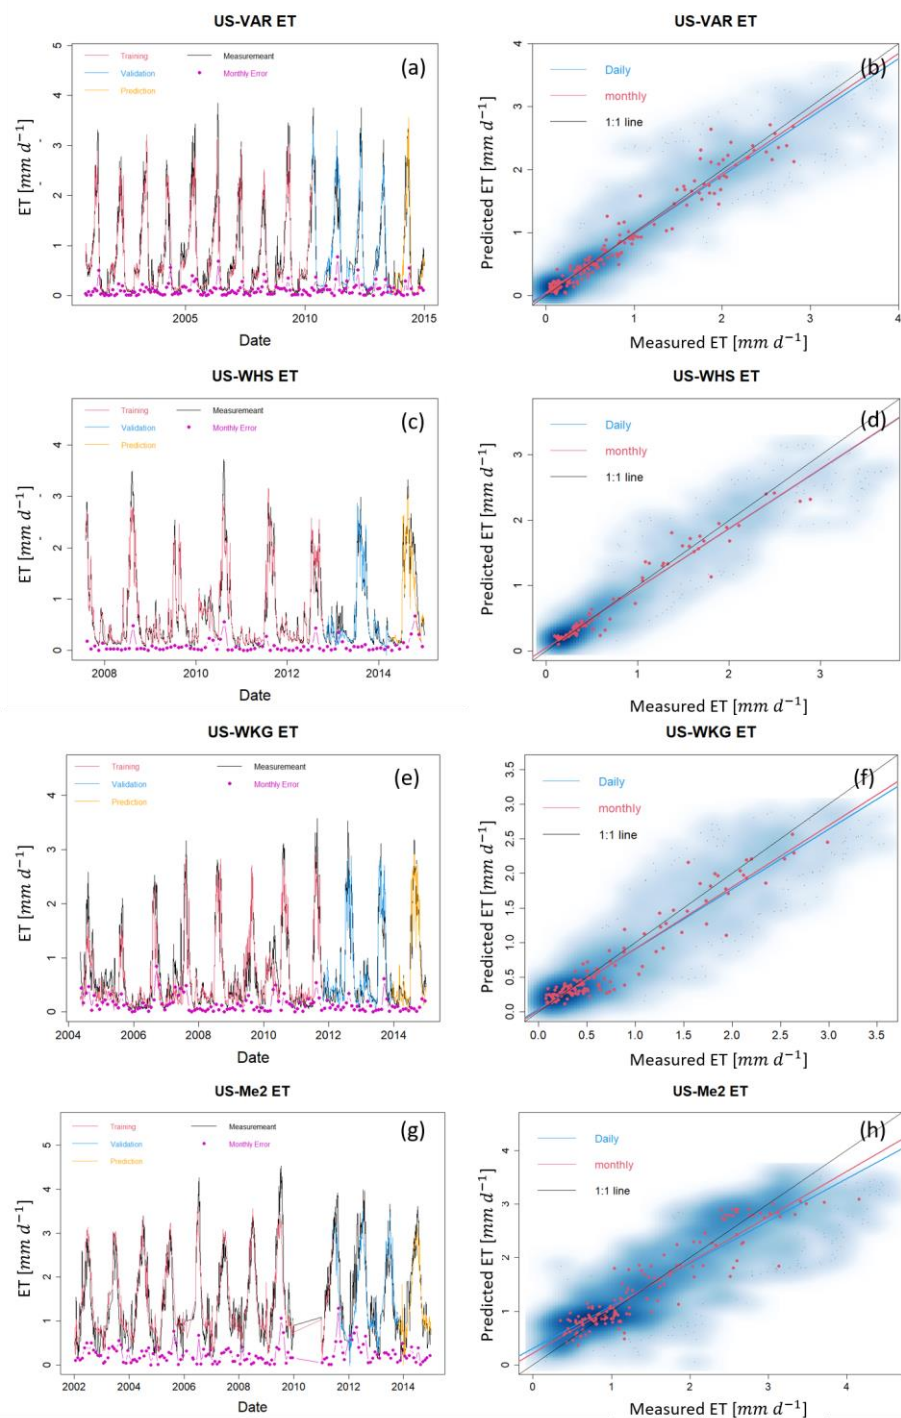 US-VAR ET
US-VAR ET
Training
Measuremeant
Validation
Monthly Error
Prediction
(a)
ET [mm d⁻¹]
0
1
2
3
4
5
2005
2010
2015
Date
Daily
monthly
1:1 line
(b)
Predicted ET [mm d⁻¹]
0
1
2
3
4
0
1
2
3
4
Measured ET [mm d⁻¹]
US-WHS ET
US-WHS ET
Training
Measuremeant
Validation
Monthly Error
Prediction
(c)
ET [mm d⁻¹]
0
1
2
3
4
2008
2010
2012
2014
Date
Daily
monthly
1:1 line
(d)
Predicted ET [mm d⁻¹]
0
1
2
3
0
1
2
3
Measured ET [mm d⁻¹]
US-WKG ET
US-WKG ET
Training
Measuremeant
Validation
Monthly Error
Prediction
(e)
ET [mm d⁻¹]
0
1
2
3
4
2004
2006
2008
2010
2012
2014
Date
Daily
monthly
1:1 line
(f)
Predicted ET [mm d⁻¹]
0.0
0.5
1.0
1.5
2.0
2.5
3.0
3.5
0.0
0.5
1.0
1.5
2.0
2.5
3.0
3.5
Measured ET [mm d⁻¹]
US-Me2 ET
US-Me2 ET
Training
Measuremeant
Validation
Monthly Error
Prediction
(g)
ET [mm d⁻¹]
0
1
2
3
4
5
2002
2004
2006
2008
2010
2012
2014
Date
Daily
monthly
1:1 line
(h)
Predicted ET [mm d⁻¹]
0
1
2
3
4
0
1
2
3
4
Measured ET [mm d⁻¹]